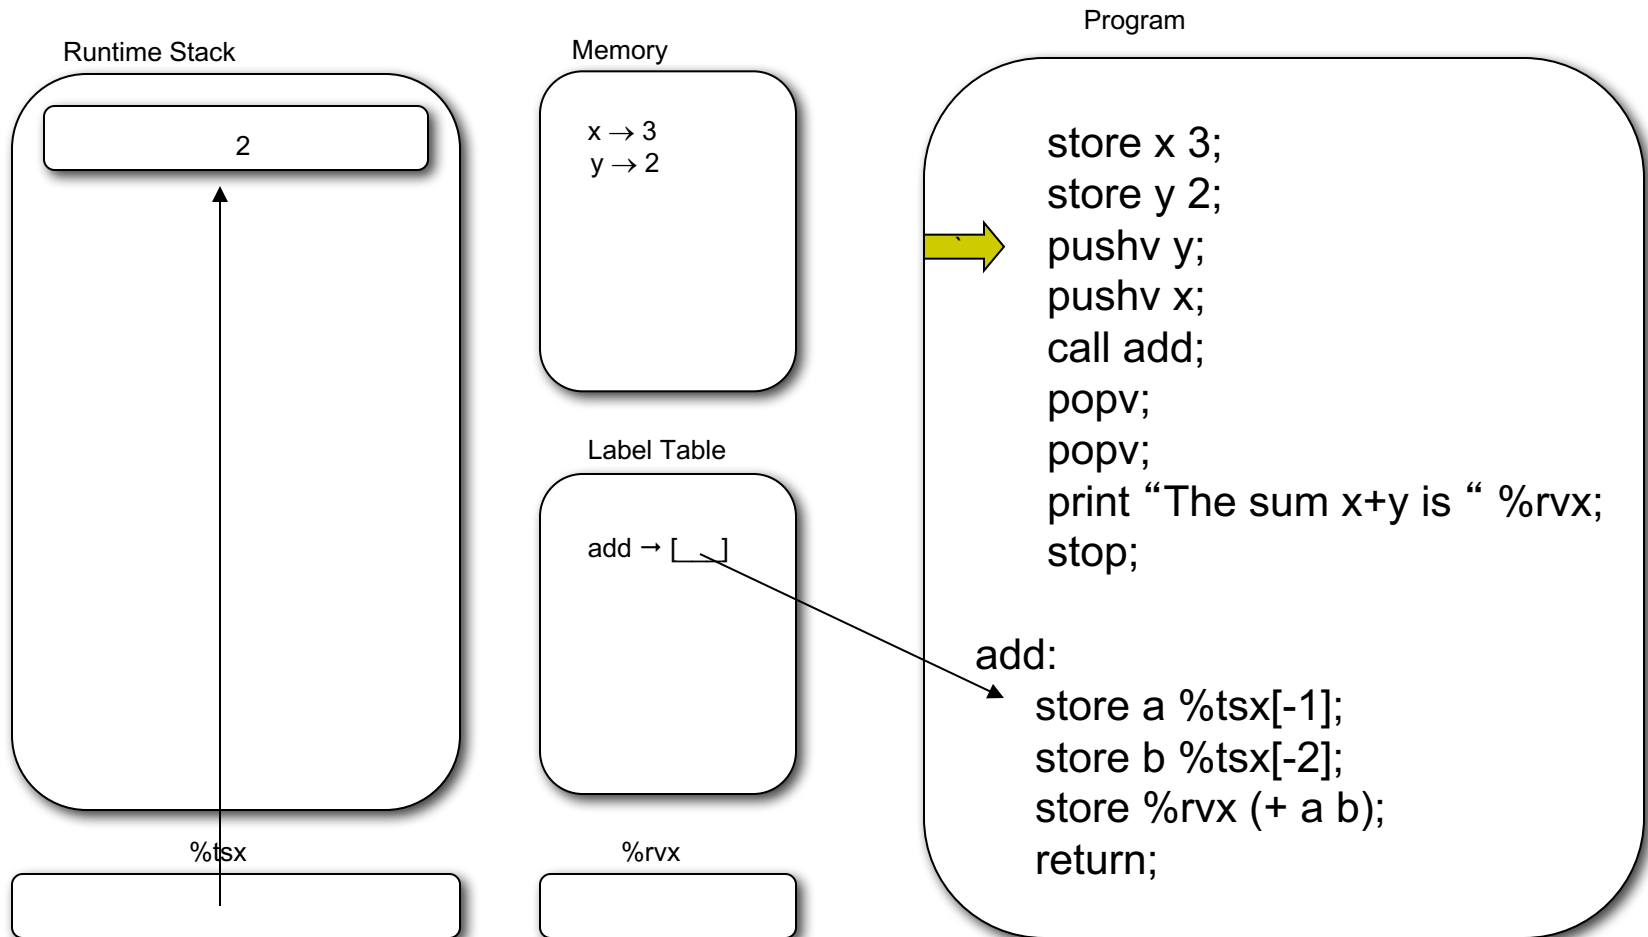 Program
Runtime Stack
2
Memory
x → 3
y → 2
Label Table
add → [___]
%tsx
%rvx
`
store x 3;
store y 2;
pushv y;
pushv x;
call add;
popv;
popv;
print “The sum x+y is “ %rvx;
stop;
add:
store a %tsx[-1];
store b %tsx[-2];
store %rvx (+ a b);
return;